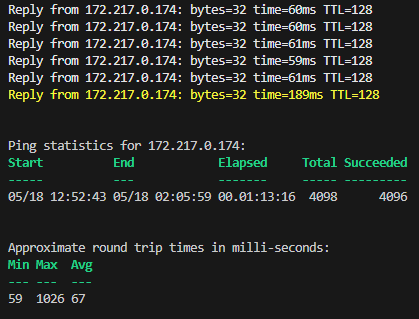 Reply from 172.217.0.174: bytes=32 time=60ms TTL=128
Reply from 172.217.0.174: bytes=32 time=60ms TTL=128
Reply from 172.217.0.174: bytes=32 time=61ms TTL=128
Reply from 172.217.0.174: bytes=32 time=59ms TTL=128
Reply from 172.217.0.174: bytes=32 time=61ms TTL=128
Reply from 172.217.0.174: bytes=32 time=189ms TTL=128
Ping statistics for 172.217.0.174:
Start End Elapsed Total Succeeded
----- --- ------- ----- ---------
05/18 12:52:43 05/18 02:05:59 00.01:13:16 4098 4096
Approximate round trip times in milli-seconds:
Min Max Avg
--- --- ---
59 1026 67